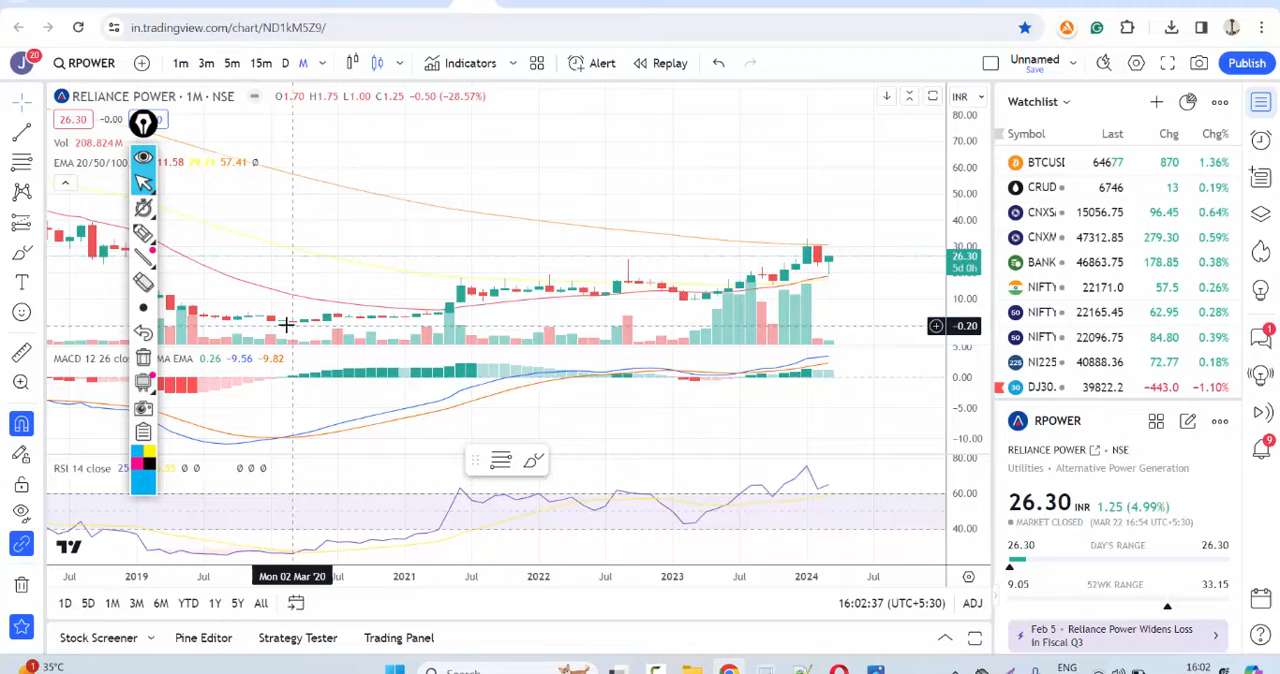 in.tradingview.com/chart/ND1kM5Z9/
J 20 RPOWER 1m 3m 5m 15m D M Indicators Alert Replay Unnamed Save Publish
RELIANCE POWER · 1M · NSE O1.70 H1.75 L1.00 C1.25 -0.50 (-28.57%) INR
26.30 -0.00
Vol 208.824M
EMA 20/50/100 11.58 57.41 Ø
80.00
70.00
60.00
50.00
40.00
30.00
26.30
5d 0h
10.00
-0.20
MACD 12 26 clo MA EMA 0.26 -9.56 -9.82
5.00
0.00
-5.00
-10.00
RSI 14 close Ø Ø Ø Ø Ø
80.00
60.00
40.00
Jul 2019 Jul Mon 02 Mar '20 Jul 2021 Jul 2022 Jul 2023 Jul 2024 Jul
1D 5D 1M 3M 6M YTD 1Y 5Y All 16:02:37 (UTC+5:30) ADJ
Stock Screener Pine Editor Strategy Tester Trading Panel
Watchlist
Symbol Last Chg Chg%
BTCUSI 64677 870 1.36%
CRUD 6746 13 0.19%
CNXS 15056.75 96.45 0.64%
CNXM 47312.85 279.30 0.59%
BANK 46863.75 178.85 0.38%
NIFTY 22171.0 57.5 0.26%
NIFTY 22165.45 62.95 0.28%
NIFTY 22096.75 84.80 0.39%
NI225 40888.36 72.77 0.18%
DJ30. 39822.2 -443.0 -1.10%
RPOWER
RELIANCE POWER · NSE
Utilities · Alternative Power Generation
26.30 INR 1.25 (4.99%)
MARKET CLOSED (MAR 22 16:54 UTC+5:30)
26.30 DAY'S RANGE 26.30
9.05 52WK RANGE 33.15
Feb 5 · Reliance Power Widens Loss
in Fiscal Q3
1
9
1 35°C Search ENG 16:02